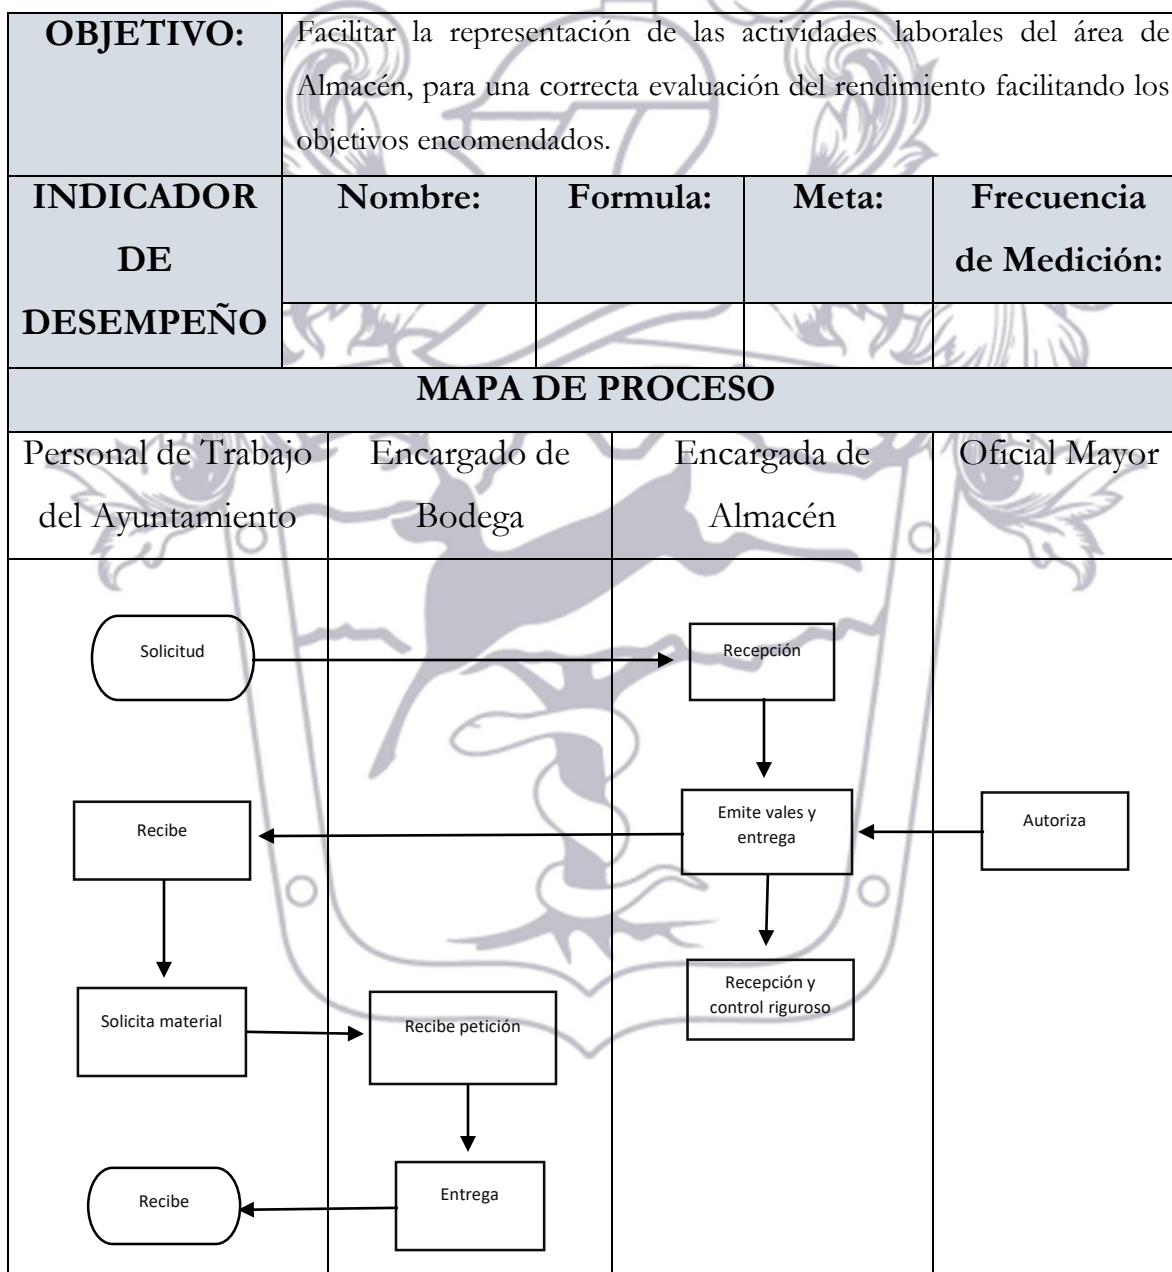 OBJETIVO:
Facilitar la representación de las actividades laborales del área de
Almacén, para una correcta evaluación del rendimiento facilitando los
objetivos encomendados.
INDICADOR
DE
DESEMPEÑO
Nombre:
Formula:
Meta:
Frecuencia
de Medición:
MAPA DE PROCESO
Personal de Trabajo
del Ayuntamiento
Encargado de
Bodega
Encargada de
Almacén
Oficial Mayor
Solicitud
Recepción
Recibe
Emite vales y
entrega
Autoriza
Solicita material
Recibe petición
Recepción y
control riguroso
Recibe
Entrega